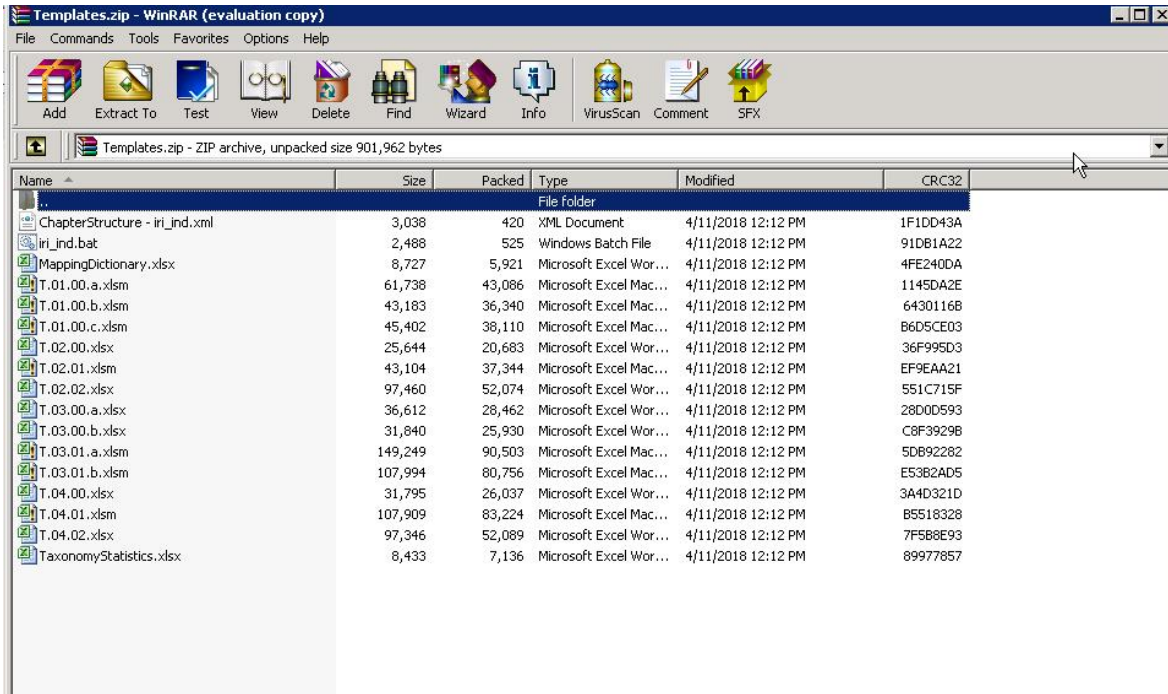 Templates.zip - WinRAR (evaluation copy)
File Commands Tools Favorites Options Help
Add Extract To Test View Delete Find Wizard Info VirusScan Comment SFX
Templates.zip - ZIP archive, unpacked size 901,962 bytes
Name Size Packed Type Modified CRC32
.. File folder
ChapterStructure - iri_ind.xml 3,038 420 XML Document 4/11/2018 12:12 PM 1F1DD43A
iri_ind.bat 2,488 525 Windows Batch File 4/11/2018 12:12 PM 91DB1A22
MappingDictionary.xlsx 8,727 5,921 Microsoft Excel Wor... 4/11/2018 12:12 PM 4FE240DA
T.01.00.a.xlsm 61,738 43,086 Microsoft Excel Mac... 4/11/2018 12:12 PM 1145DA2E
T.01.00.b.xlsm 43,183 36,340 Microsoft Excel Mac... 4/11/2018 12:12 PM 6430116B
T.01.00.c.xlsm 45,402 38,110 Microsoft Excel Mac... 4/11/2018 12:12 PM B6D5CE03
T.02.00.xlsx 25,644 20,683 Microsoft Excel Wor... 4/11/2018 12:12 PM 36F995D3
T.02.01.xlsm 43,104 37,344 Microsoft Excel Mac... 4/11/2018 12:12 PM EF9EAA21
T.02.02.xlsx 97,460 52,074 Microsoft Excel Wor... 4/11/2018 12:12 PM 551C715F
T.03.00.a.xlsx 36,612 28,462 Microsoft Excel Wor... 4/11/2018 12:12 PM 28D0D593
T.03.00.b.xlsx 31,840 25,930 Microsoft Excel Wor... 4/11/2018 12:12 PM C8F3929B
T.03.01.a.xlsm 149,249 90,503 Microsoft Excel Mac... 4/11/2018 12:12 PM 5DB92282
T.03.01.b.xlsm 107,994 80,756 Microsoft Excel Mac... 4/11/2018 12:12 PM E53B2AD5
T.04.00.xlsx 31,795 26,037 Microsoft Excel Wor... 4/11/2018 12:12 PM 3A4D321D
T.04.01.xlsm 107,909 83,224 Microsoft Excel Mac... 4/11/2018 12:12 PM B5518328
T.04.02.xlsx 97,346 52,089 Microsoft Excel Wor... 4/11/2018 12:12 PM 7F5B8E93
TaxonomyStatistics.xlsx 8,433 7,136 Microsoft Excel Wor... 4/11/2018 12:12 PM 89977857